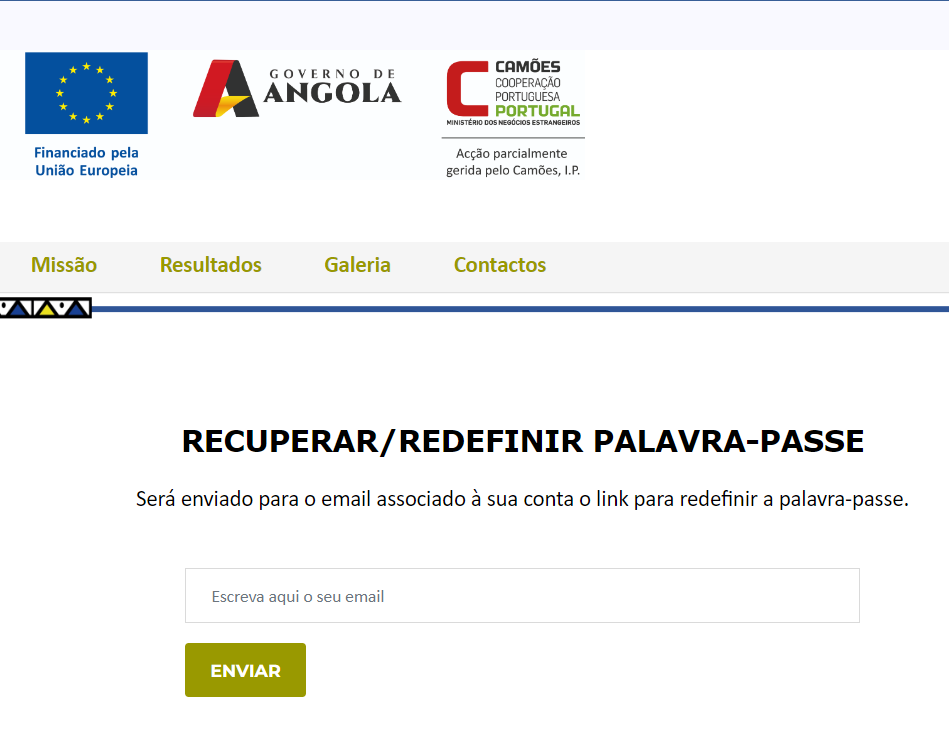 Financiado pela
União Europeia
GOVERNO DE
ANGOLA
CAMÕES
COOPERAÇÃO
PORTUGUESA
PORTUGAL
MINISTÉRIO DOS NEGÓCIOS ESTRANGEIROS
Acção parcialmente
gerida pelo Camões, I.P.
Missão Resultados Galeria Contactos
RECUPERAR/REDEFINIR PALAVRA-PASSE
Será enviado para o email associado à sua conta o link para redefinir a palavra-passe.
Escreva aqui o seu email
ENVIAR